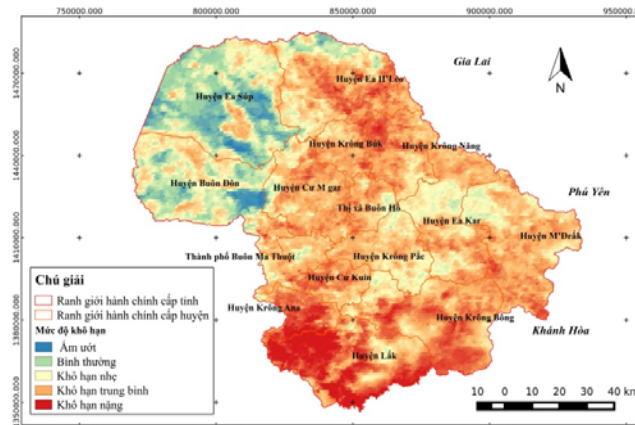 750000.000 800000.000 850000.000 900000.000 950000.000
Gia Lai
1470000.000
Huyện Ea H'Leo
N
Huyện Ea Súp
1440000.000
Huyện Krông Búk
Huyện Krông Năng
Phú Yên
Huyện Buôn Đôn
Huyện Cư M gar
Thị xã Buôn Hồ
Huyện Ea Kar
1410000.000
Huyện M'Drăk
Thành phố Buôn Ma Thuột
Huyện Krông Pắc
Huyện Cư Kuin
Chú giải
Ranh giới hành chính cấp tỉnh
Ranh giới hành chính cấp huyện
Mức độ khô hạn
Ẩm ướt
Bình thường
Khô hạn nhẹ
Khô hạn trung bình
Khô hạn nặng
Huyện Krông Ana
Huyện Krông Bông
1380000.000
Khánh Hòa
Huyện Lắk
1350000.000
10 0 10 20 30 40 km